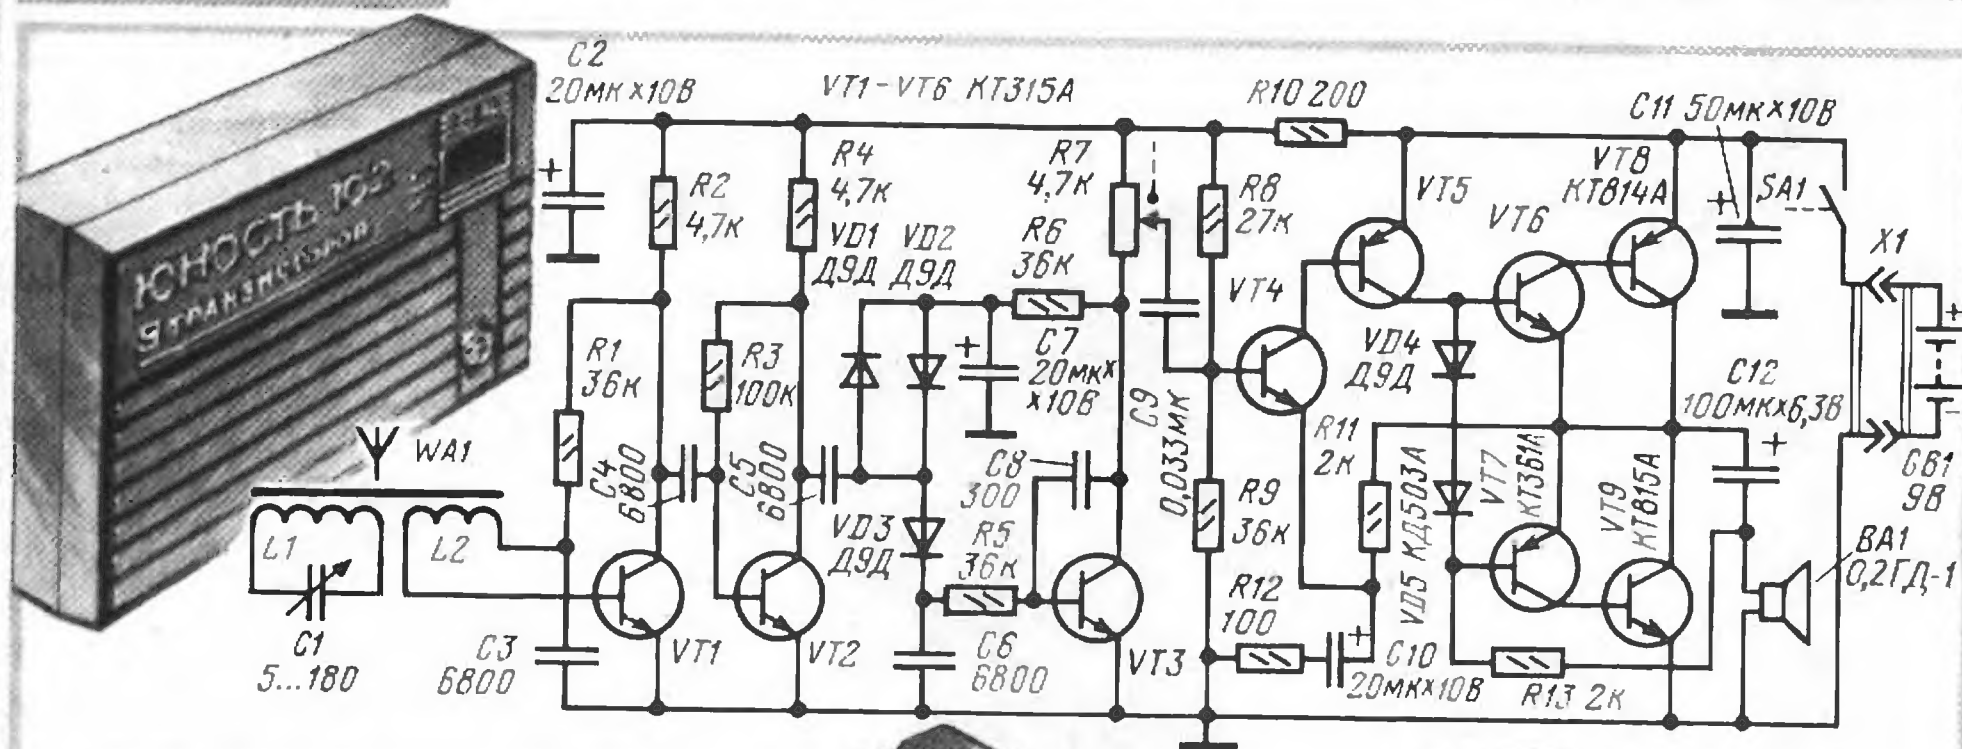 ЮНОСТЬ 102
9 ТРАНЗИСТОРОВ
C2
20мк×10В
VT1-VT6 КТ315А
R10 200
C11 50мк×10В
R2
4,7к
R4
4,7к
VD1
Д9Д
VD2
Д9Д
R7
4,7к
R6
36к
R8
27к
VT5
VT6
VT8
КТ814А
SA1
X1
+
-
GB1
9В
R1
36к
R3
100к
+
C7
20мк×
×10В
C9
0,033мк
VT4
VD4
Д9Д
C12
100мк×6,3В
+
WA1
L1
L2
C1
5...180
C3
6800
C4
6800
C5
6800
VD3
Д9Д
R5
36к
C8
300
C6
6800
VT1
VT2
VT3
R9
36к
R11
2к
R12
100
+
C10
20мк×10В
VD5 КД503А
VT7
КТ361А
VT9
КТ815А
R13 2к
BA1
0,2ГД-1